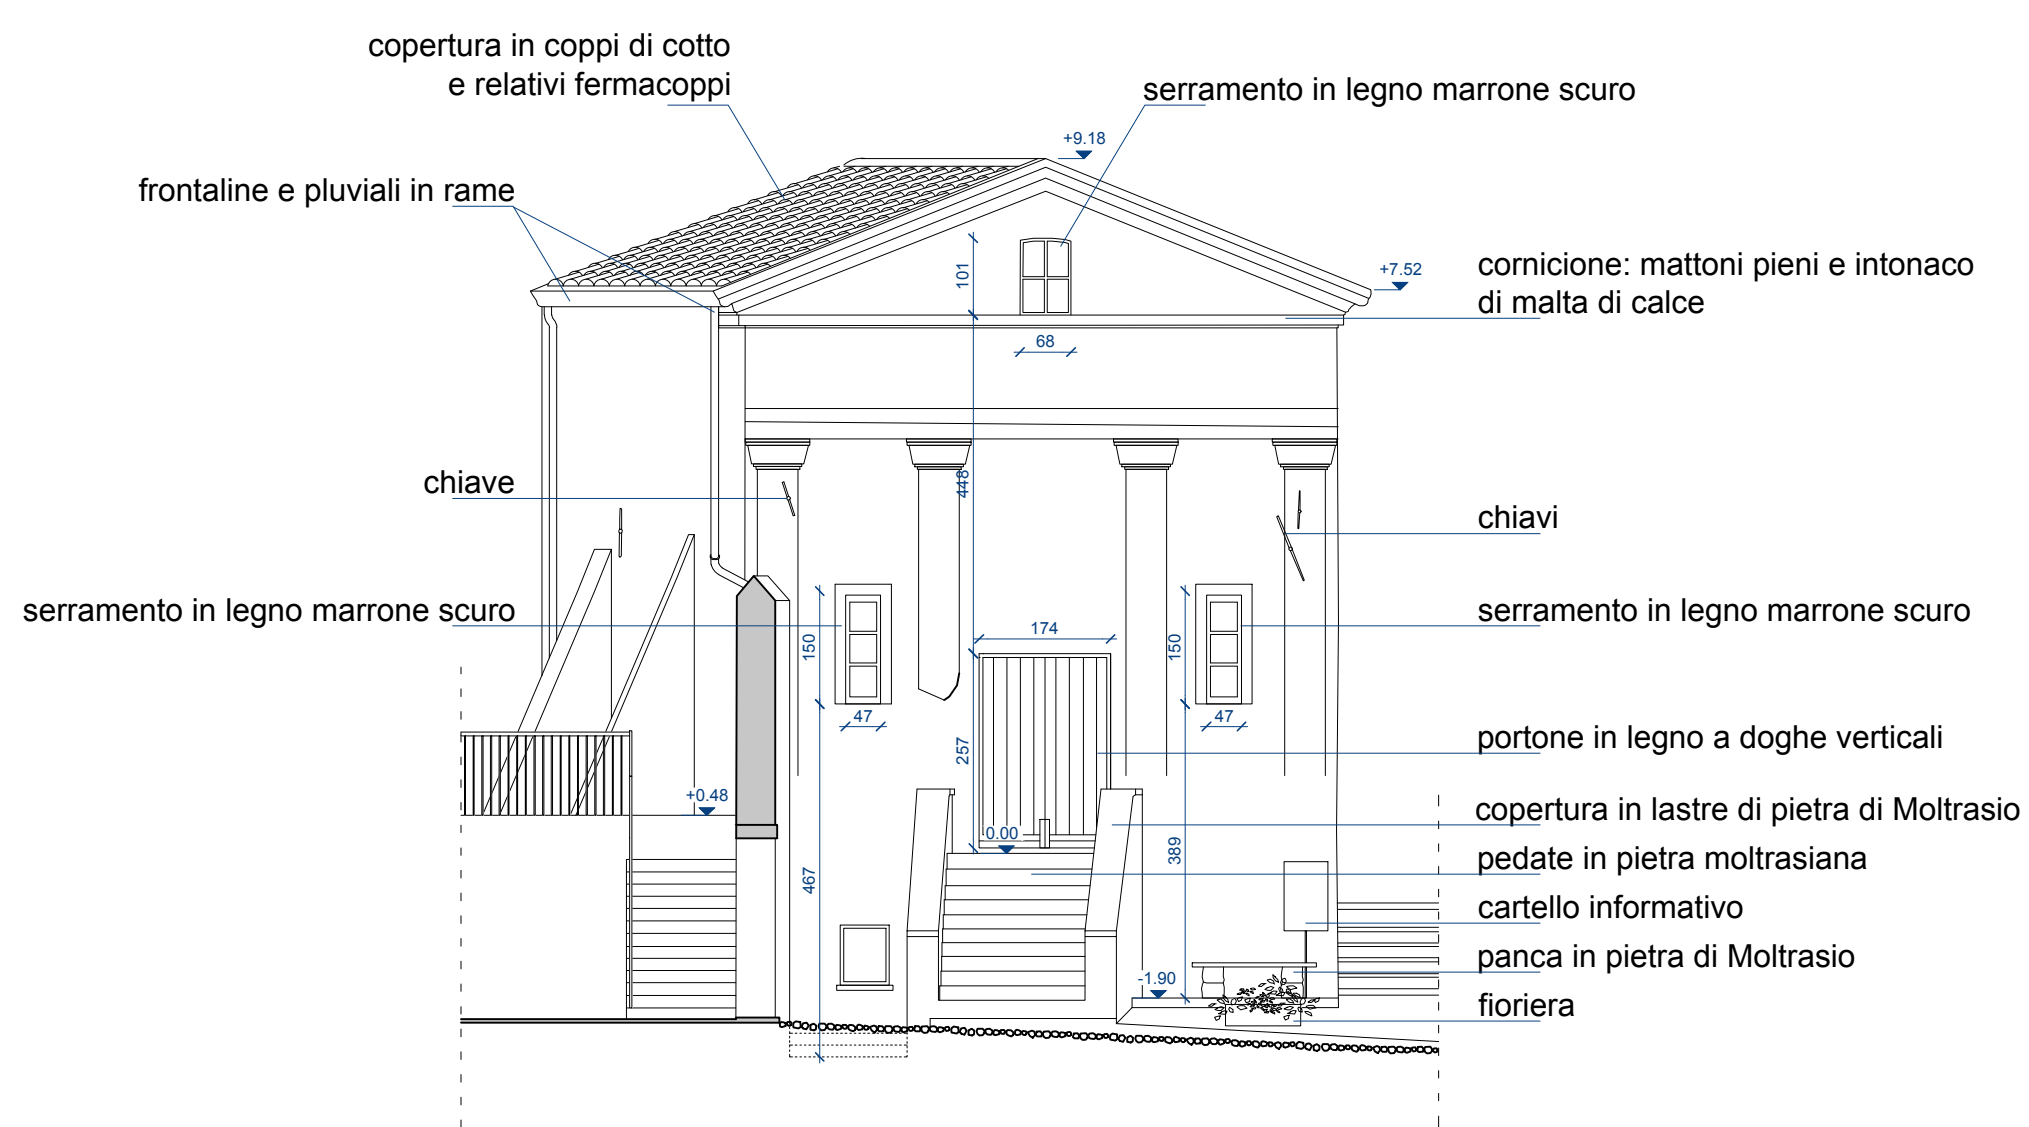 copertura in coppi di cotto
e relativi fermacoppi
serramento in legno marrone scuro
+9.18
frontaline e pluviali in rame
+7.52
cornicione: mattoni pieni e intonaco
di malta di calce
101
68
chiave
448
chiavi
serramento in legno marrone scuro
serramento in legno marrone scuro
150
174
150
47
47
257
portone in legno a doghe verticali
+0.48
copertura in lastre di pietra di Moltrasio
0.00
389
pedate in pietra moltrasiana
467
cartello informativo
panca in pietra di Moltrasio
-1.90
fioriera